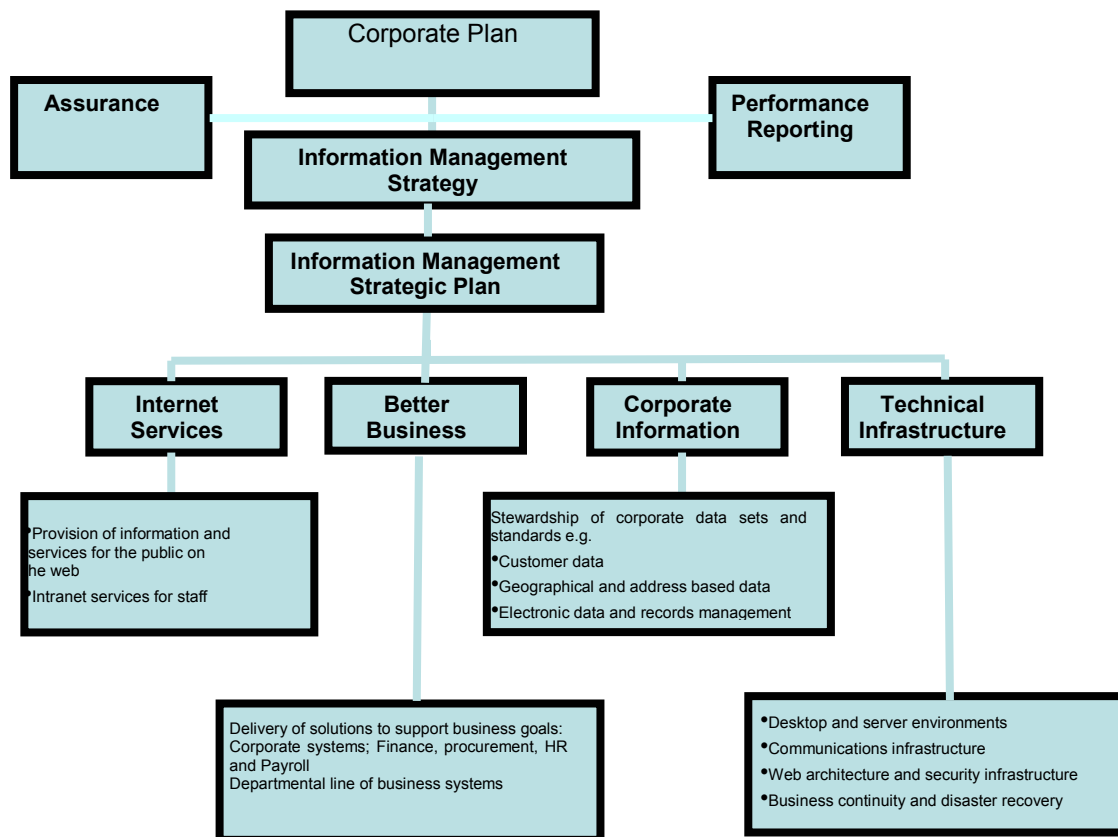 Corporate Plan
Assurance
Performance
Reporting
Information Management
Strategy
Information Management
Strategic Plan
Internet
Services
Better
Business
Corporate
Information
Technical
Infrastructure
•Provision of information and
services for the public on
he web
•Intranet services for staff
Stewardship of corporate data sets and
standards e.g.
•Customer data
•Geographical and address based data
•Electronic data and records management
Delivery of solutions to support business goals:
Corporate systems; Finance, procurement, HR
and Payroll
Departmental line of business systems
•Desktop and server environments
•Communications infrastructure
•Web architecture and security infrastructure
•Business continuity and disaster recovery